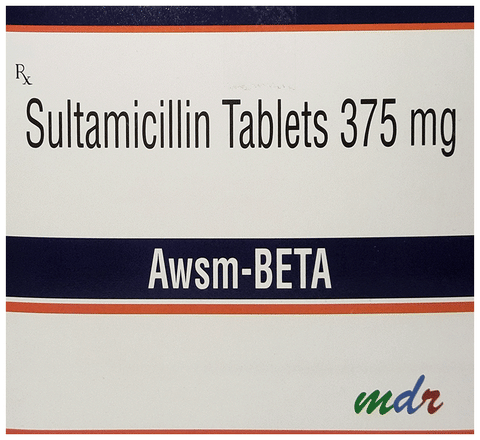 Rx
Sultamicillin Tablets 375 mg
Awsm-BETA
mdr